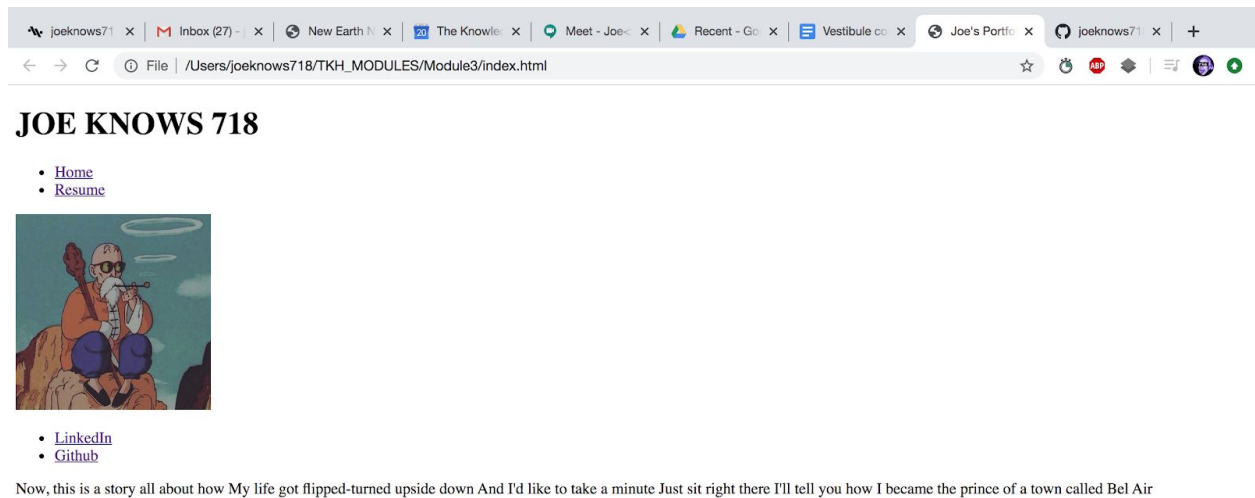 joeknows71
Inbox (27) -
New Earth N
20
The Knowle
Meet - Joe
Recent - Go
Vestibule co
Joe's Portfo
joeknows71
File
/Users/joeknows718/TKH_MODULES/Module3/index.html
ABP
JOE KNOWS 718
Home
Resume
LinkedIn
Github
Now, this is a story all about how My life got flipped-turned upside down And I'd like to take a minute Just sit right there I'll tell you how I became the prince of a town called Bel Air